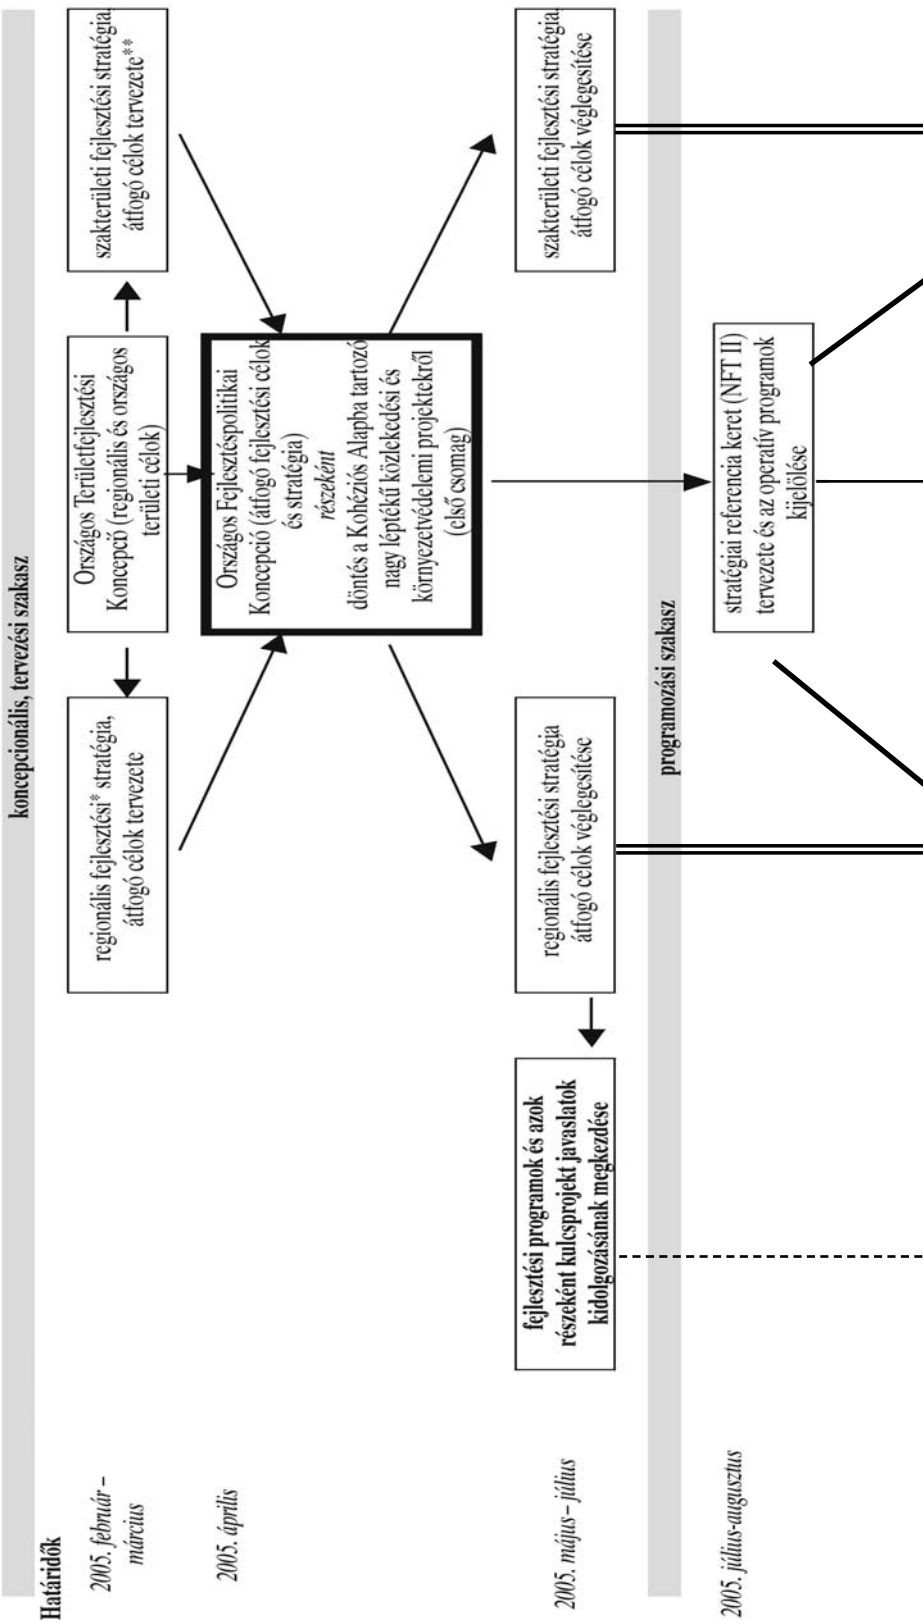 koncepcionális, tervezési szakasz
Határidők
2005. február –
március
regionális fejlesztési* stratégia,
átfogó célok tervezete
Országos Területfejlesztési
Koncepció (regionális és országos
területi célok)
szakterületi fejlesztési stratégia,
átfogó célok tervezete**
2005. április
Országos Fejlesztéspolitikai
Koncepció (átfogó fejlesztési célok
és stratégia)
részeként
döntés a Kohéziós Alapba tartozó
nagy léptékű közlekedési és
környezetvédelemi projektekről
(első csomag)
2005. május – július
fejlesztési programok és azok
részeként kulcsprojekt javaslatok
kidolgozásának megkezdése
regionális fejlesztési stratégia
átfogó célok véglegesítése
szakterületi fejlesztési stratégia,
átfogó célok véglegesítése
programozási szakasz
2005. július-augusztus
stratégiai referencia keret (NFT II)
tervezete és az operatív programok
kijelölése